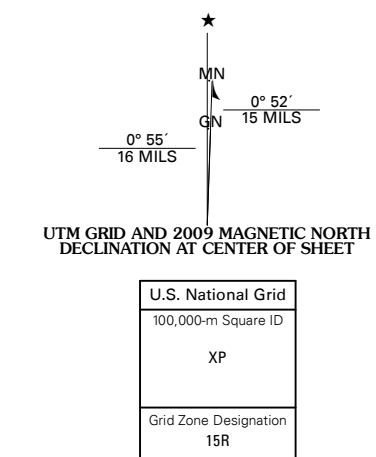 ★
MN
GN
0° 52´
15 MILS
0° 55´
16 MILS
UTM GRID AND 2009 MAGNETIC NORTH
DECLINATION AT CENTER OF SHEET
U.S. National Grid
100,000-m Square ID
XP
Grid Zone Designation
15R